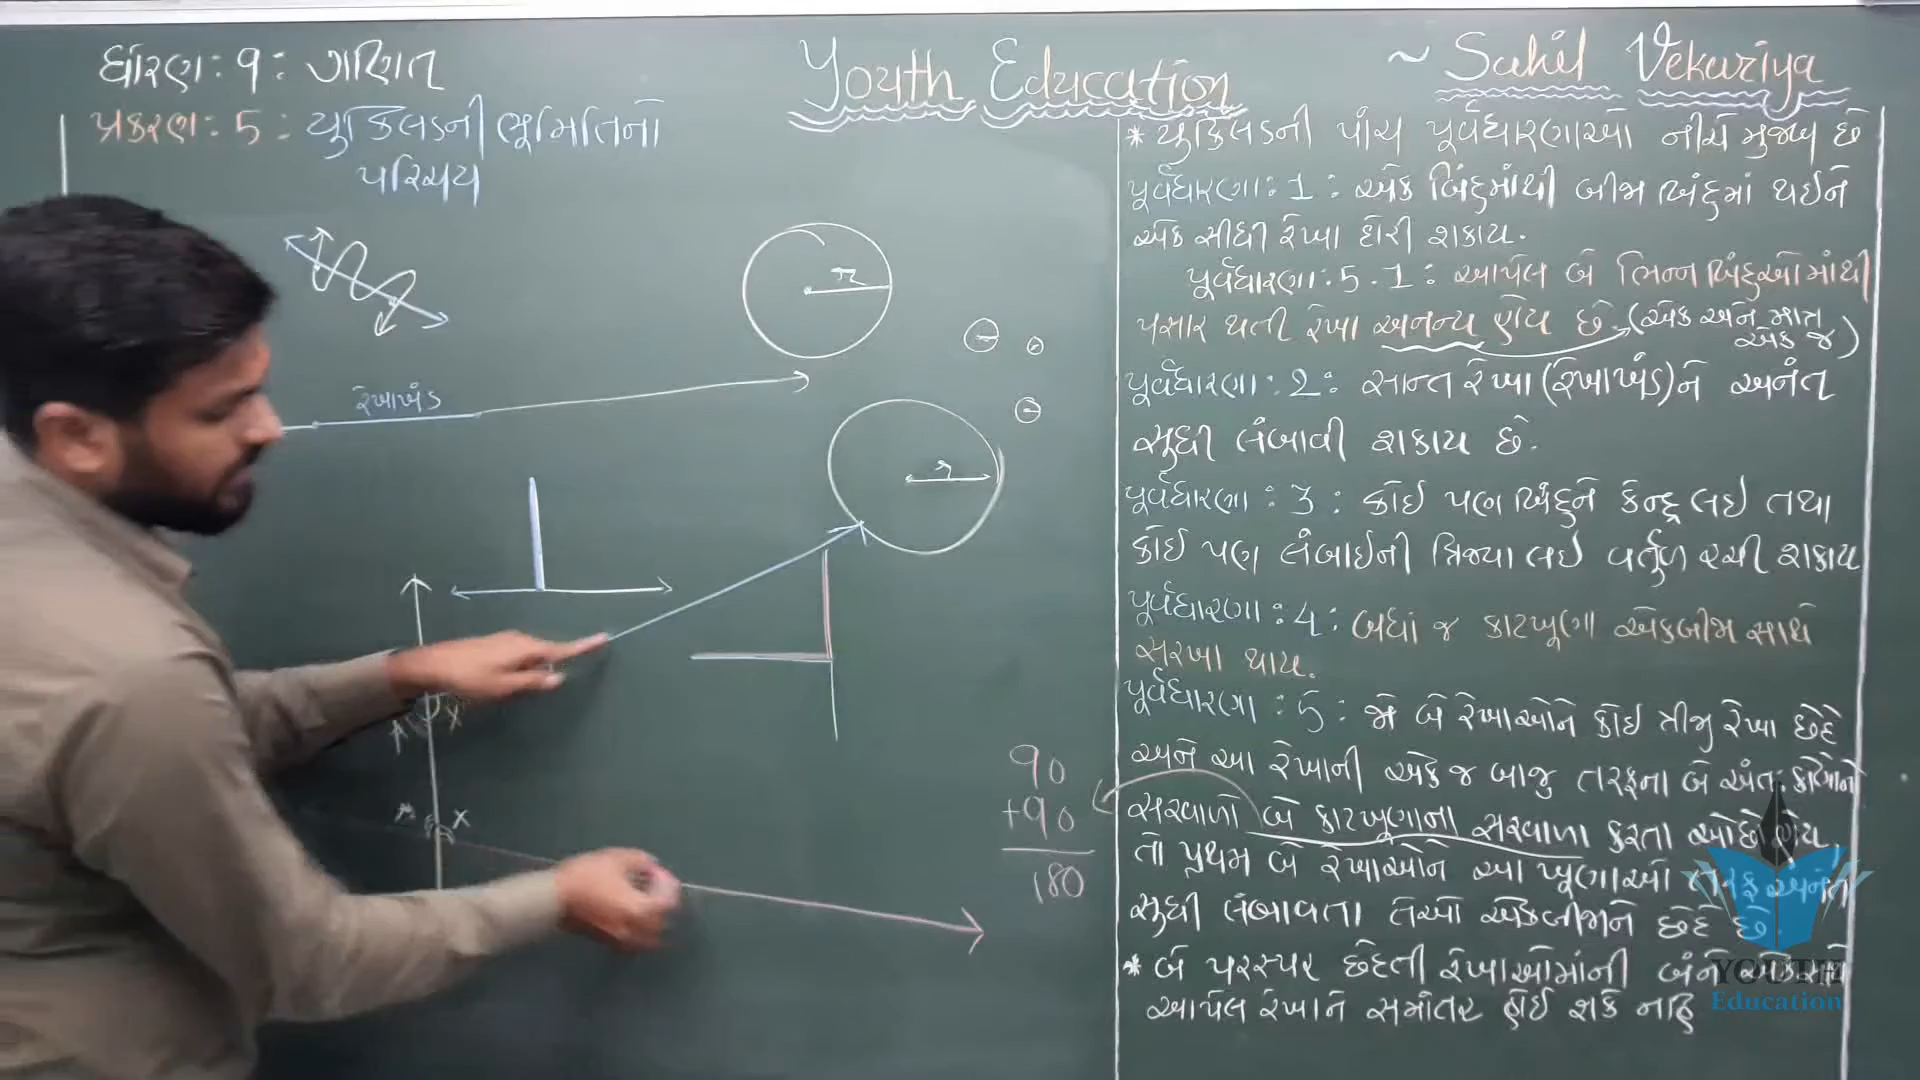 ધોરણ : 9 : ગણિત
પ્રકરણ : 5 : યુક્લિડની ભૂમિતિનો
પરિચય
Youth Education
~ Sahil Vekariya
* યુક્લિડની પાંચ પૂર્વધારણાઓ નીચે મુજબ છે
પૂર્વધારણા : 1 : એક બિંદુમાંથી બીજા બિંદુમાં થઈને
એક સીધી રેખા દોરી શકાય.
પૂર્વધારણા : 5.1 : આપેલ બે ભિન્ન બિંદુઓમાંથી
પસાર થતી રેખા અનન્ય હોય છે. (એક અને માત્ર
એક જ)
પૂર્વધારણા : 2 : સાન્ત રેખા (રેખાખંડ)ને અનંત
સુધી લંબાવી શકાય છે.
પૂર્વધારણા : 3 : કોઈ પણ બિંદુને કેન્દ્ર લઈ તથા
કોઈ પણ લંબાઈની ત્રિજ્યા લઈ વર્તુળ રચી શકાય
પૂર્વધારણા : 4 : બધાં જ કાટખૂણા એકબીજા સાથે
સરખા થાય.
પૂર્વધારણા : 5 : જો બે રેખાઓને કોઈ ત્રીજી રેખા છેદે
અને આ રેખાની એક જ બાજુ તરફના બે અંતઃકોણોનો
સરવાળો બે કાટખૂણાના સરવાળા કરતા ઓછો હોય
તો પ્રથમ બે રેખાઓને આ ખૂણાઓ તરફ અનંત
સુધી લંબાવતા તેઓ એકબીજાને છેદે છે.
* બે પરસ્પર છેદતી રેખાઓમાંની બંને એકસાથે
આપેલ રેખાને સમાંતર હોઈ શકે નહિ
રેખાખંડ
r
r
x
x
90
+90
180
YOUTH
Education